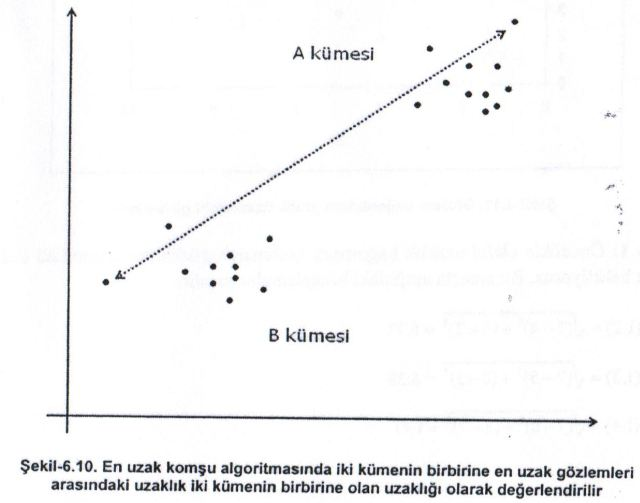 A kümesi
B kümesi
Şekil-6.10. En uzak komşu algoritmasında iki kümenin birbirine en uzak gözlemleri
arasındaki uzaklık iki kümenin birbirine olan uzaklığı olarak değerlendirilir